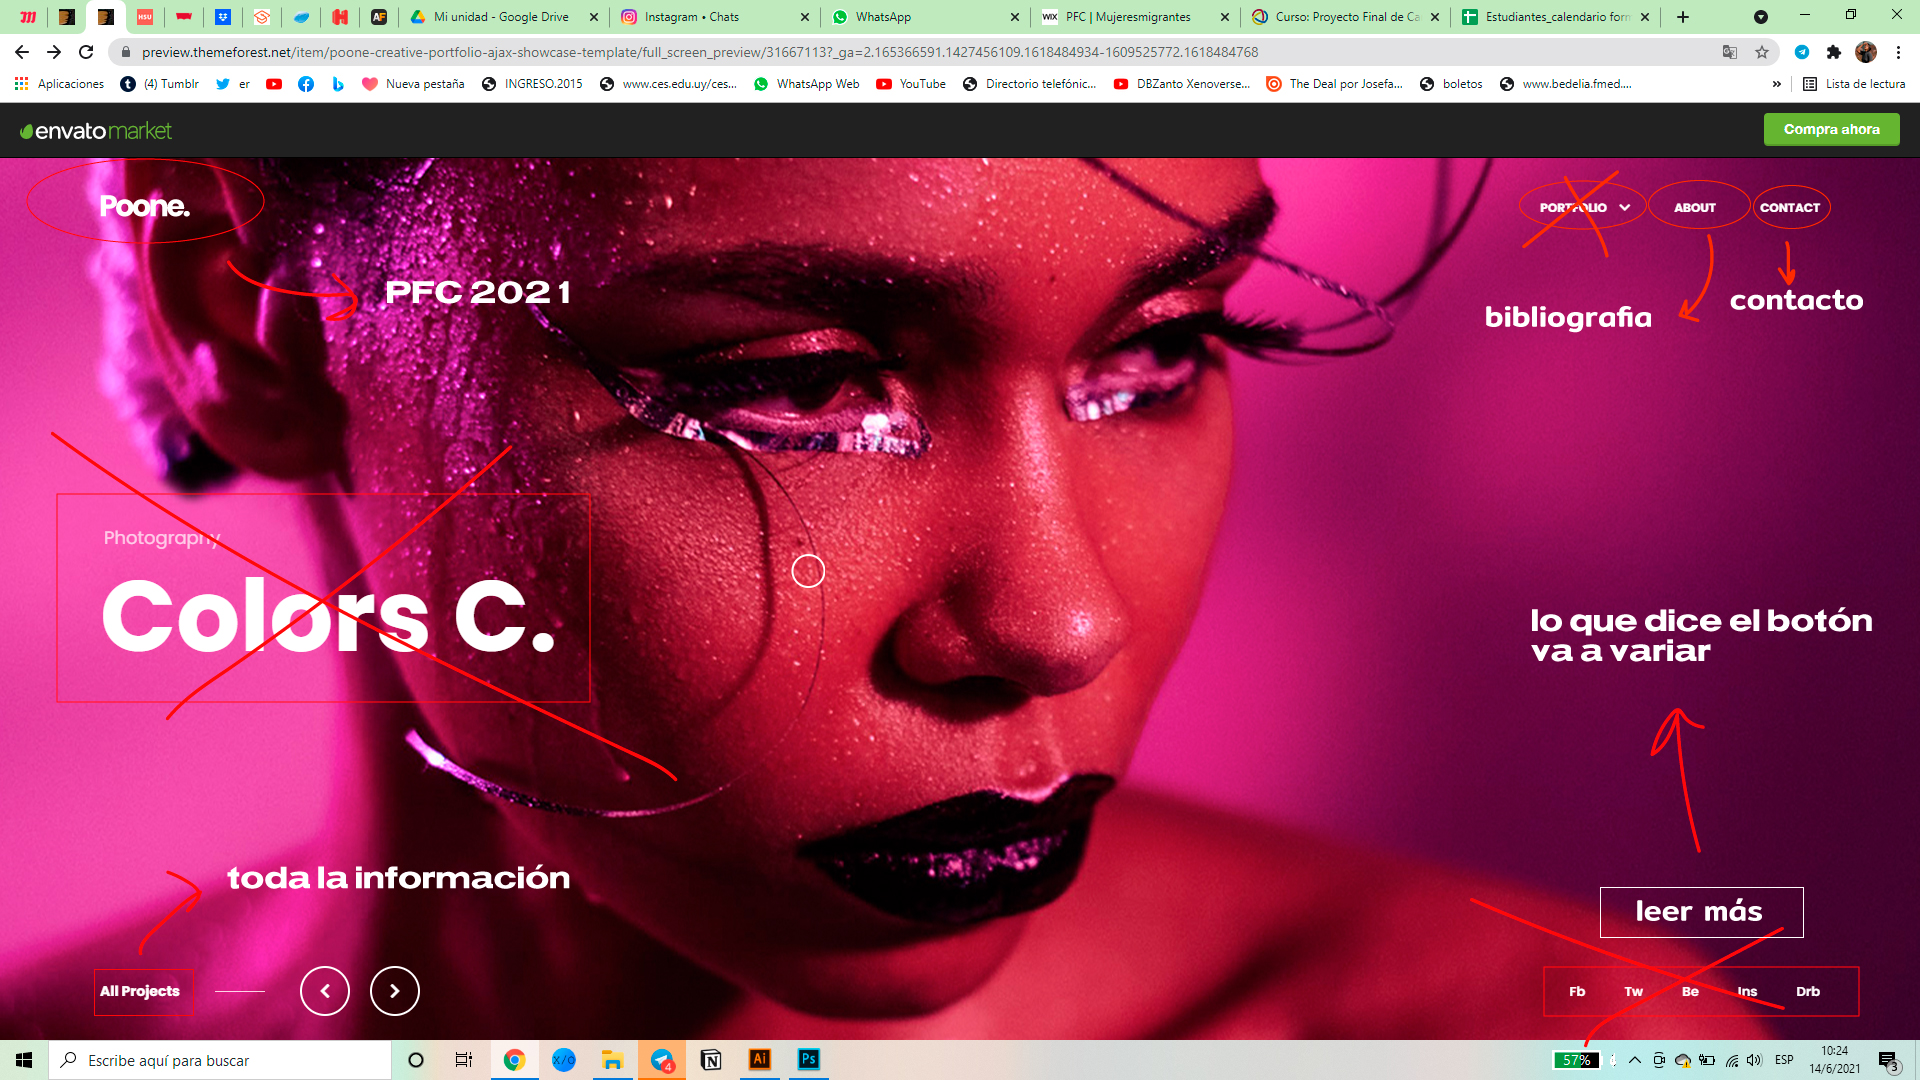 Mi unidad - Google Drive
Instagram • Chats
WhatsApp
PFC | Mujeresmigrantes
Curso: Proyecto Final de Ca
Estudiantes_calendario form
preview.themeforest.net/item/poone-creative-portfolio-ajax-showcase-template/full_screen_preview/31667113?_ga=2.165366591.1427456109.1618484934-1609525772.1618484768
Aplicaciones
(4) Tumblr
er
Nueva pestaña
INGRESO.2015
www.ces.edu.uy/ces...
WhatsApp Web
YouTube
Directorio telefónic...
DBZanto Xenoverse...
The Deal por Josefa...
boletos
www.bedelia.fmed....
»
Lista de lectura
envato market
Compra ahora
Poone.
PORTFOLIO
ABOUT
CONTACT
PFC 2021
bibliografia
contacto
Photography
Colors C.
lo que dice el botón
va a variar
toda la información
leer más
All Projects
Fb
Tw
Be
Ins
Drb
Escribe aquí para buscar
X/O
4
Ai
Ps
57%
ESP
10:24
14/6/2021
3